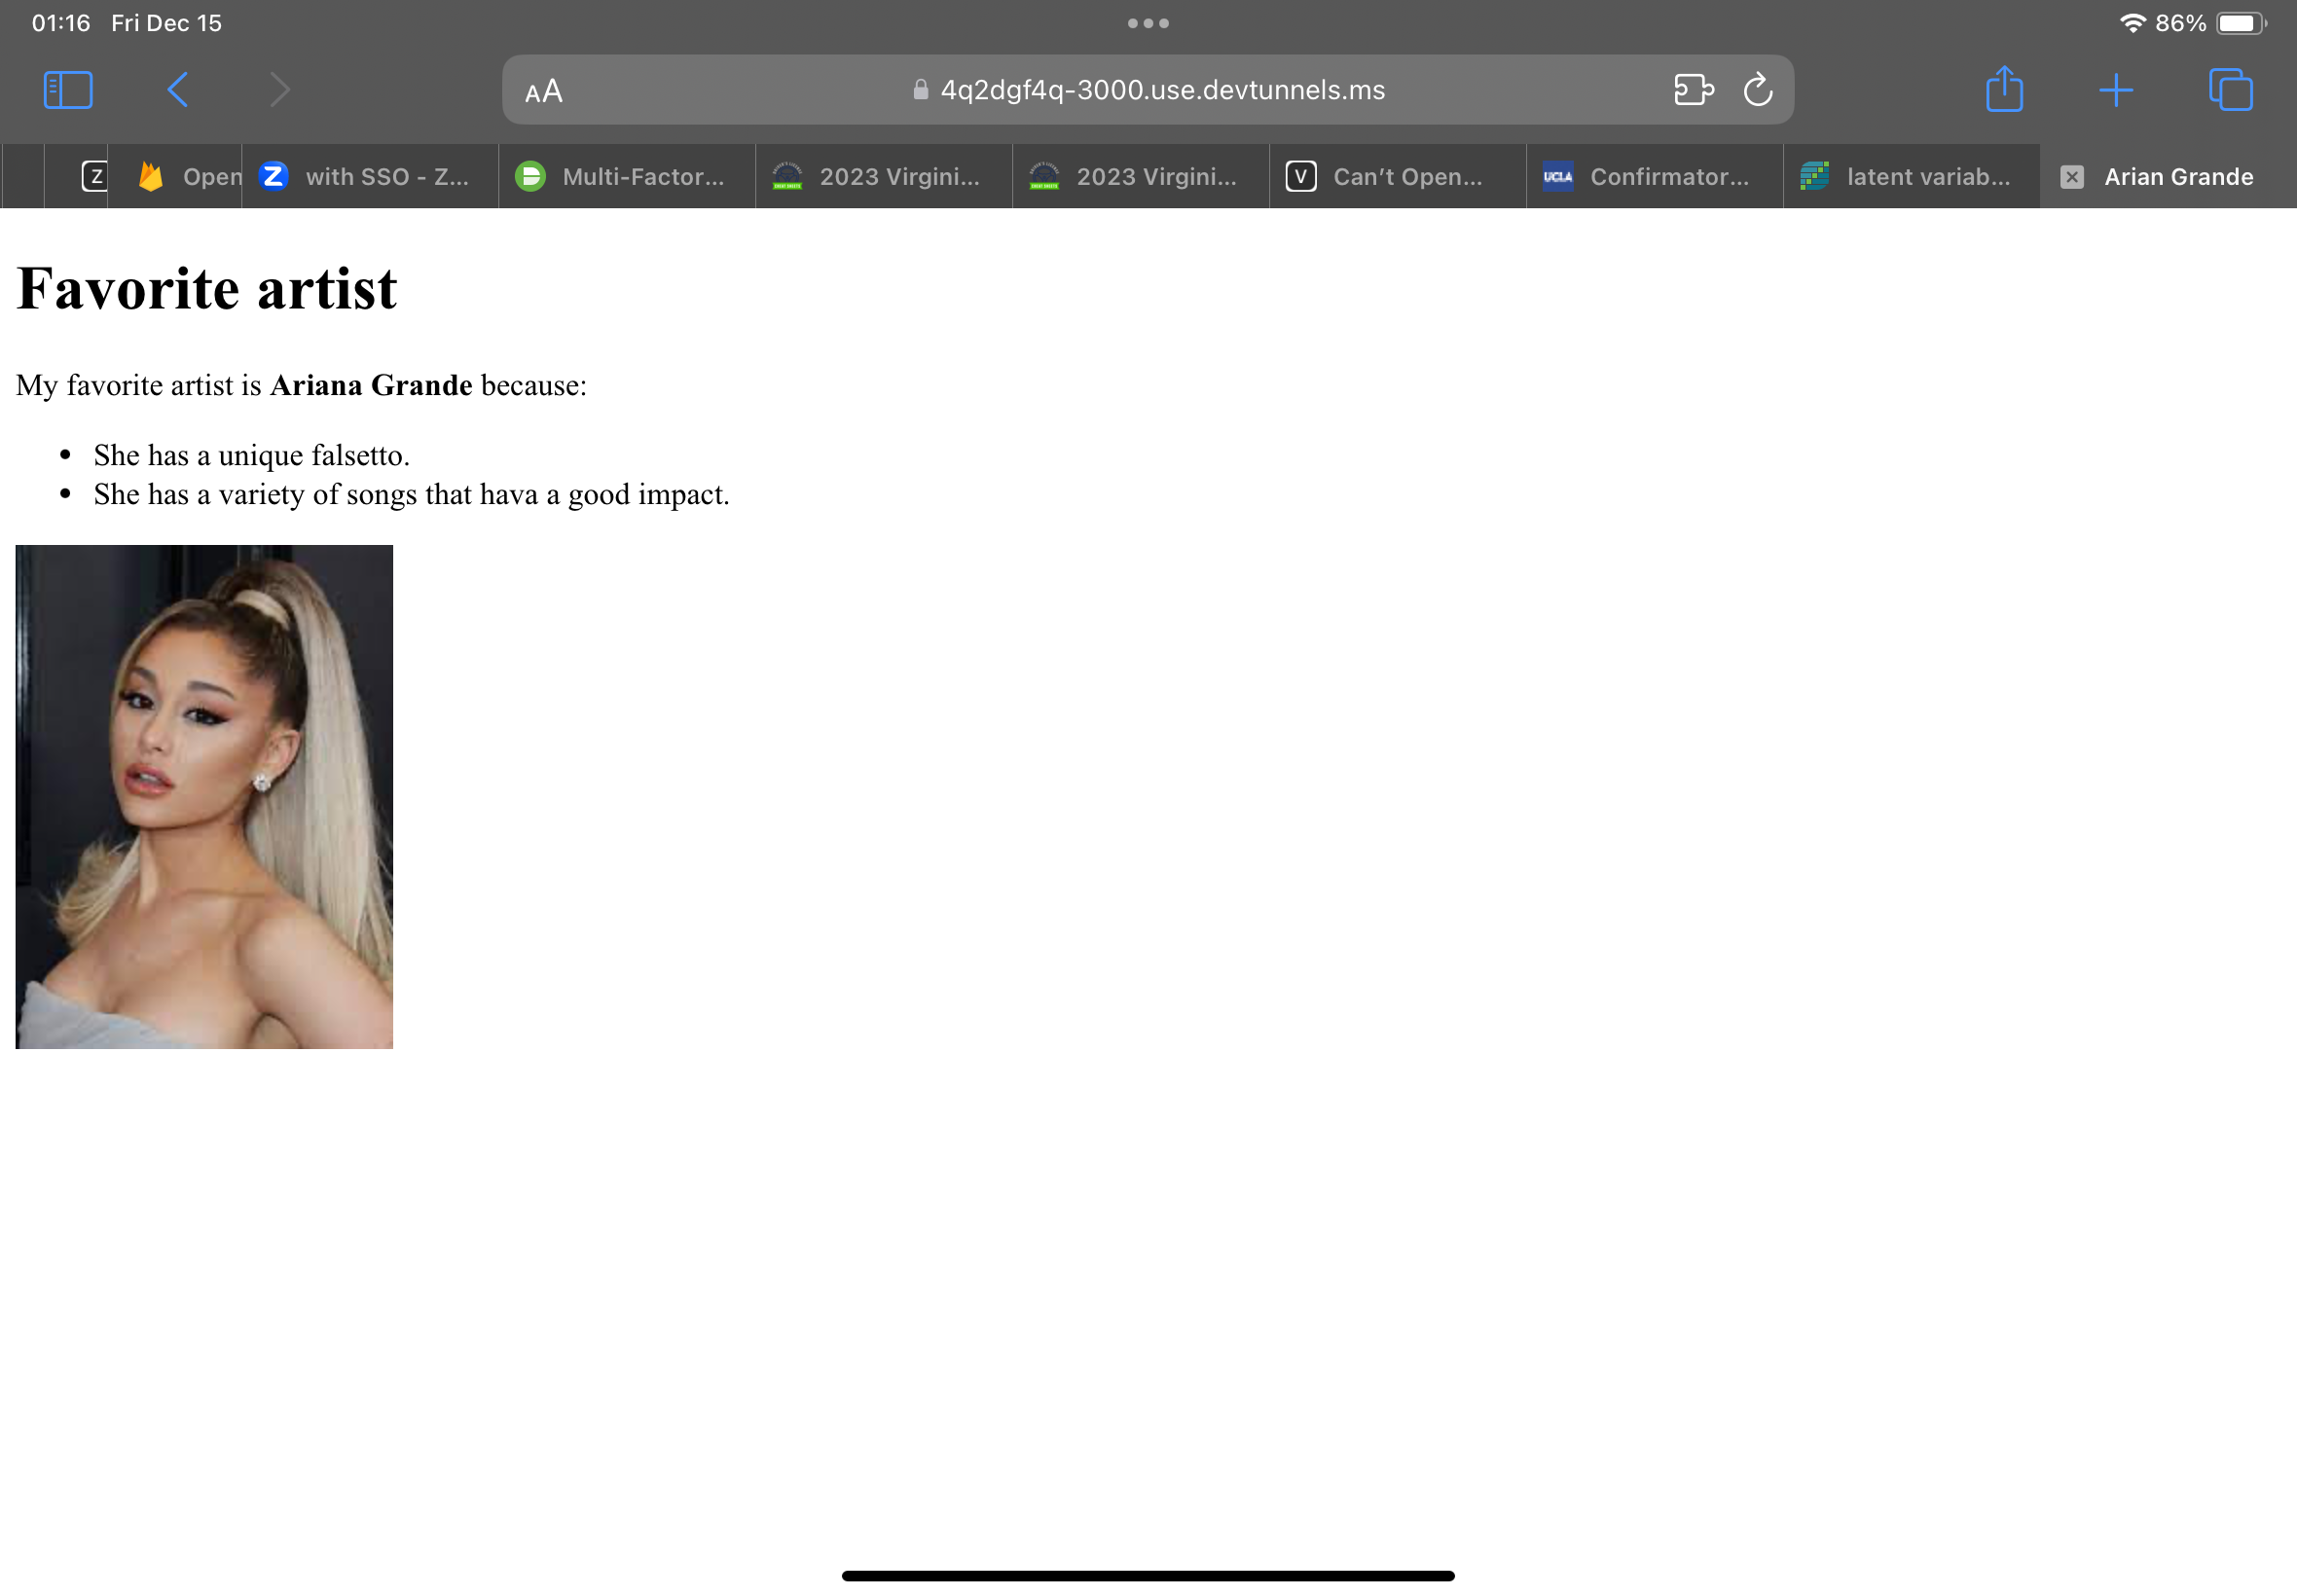 01:16 Fri Dec 15
86%
AA
4q2dgf4q-3000.use.devtunnels.ms
Z
Open
Z with SSO - Z...
Multi-Factor...
2023 Virgini...
2023 Virgini...
V Can’t Open...
UCLA Confirmator...
latent variab...
Arian Grande
Favorite artist
My favorite artist is Ariana Grande because:
• She has a unique falsetto.
• She has a variety of songs that hava a good impact.